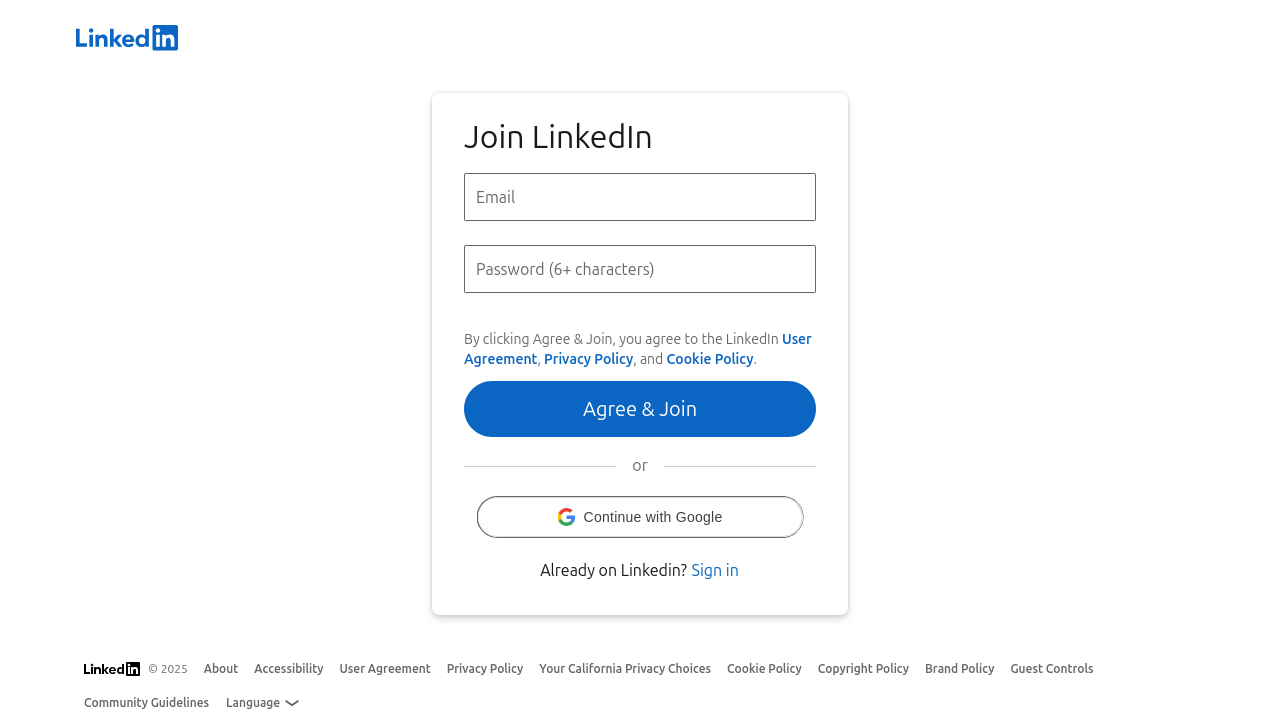 Linkedin
Join LinkedIn
Email
Password (6+ characters)
By clicking Agree & Join, you agree to the LinkedIn User
Agreement, Privacy Policy, and Cookie Policy.
Agree & Join
or
Continue with Google
Already on Linkedin? Sign in
Linkedin © 2025 About Accessibility User Agreement Privacy Policy Your California Privacy Choices Cookie Policy Copyright Policy Brand Policy Guest Controls
Community Guidelines Language